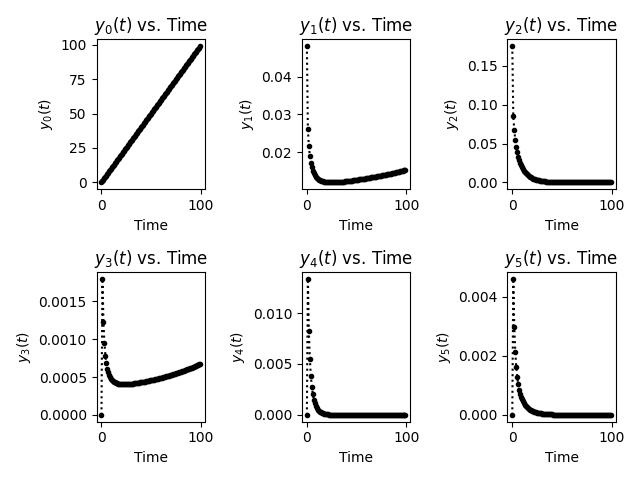 y₀(t) vs. Time
y₁(t) vs. Time
y₂(t) vs. Time
100
75
50
25
0
y₀(t)
0
100
Time
0.04
0.03
0.02
y₁(t)
0
100
Time
0.15
0.10
0.05
0.00
y₂(t)
0
100
Time
y₃(t) vs. Time
y₄(t) vs. Time
y₅(t) vs. Time
0.0015
0.0010
0.0005
0.0000
y₃(t)
0
100
Time
0.010
0.005
0.000
y₄(t)
0
100
Time
0.004
0.002
0.000
y₅(t)
0
100
Time